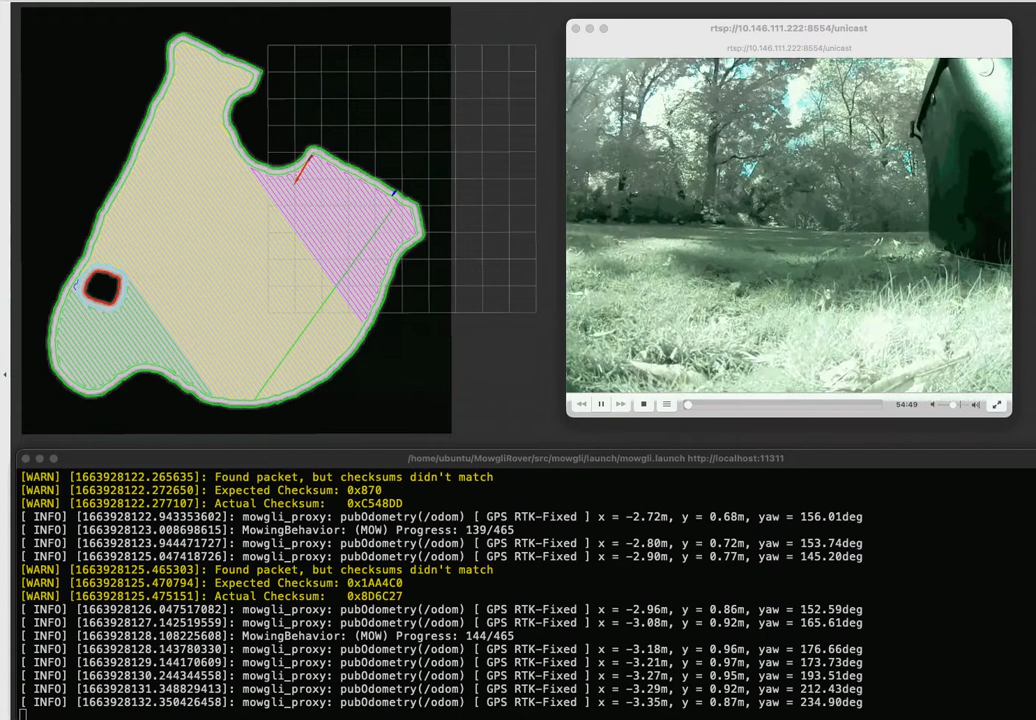 rtsp://10.146.111.222:8554/unicast
rtsp://10.146.111.222:8554/unicast
54:49
/home/ubuntu/MowgliRover/src/mowgli/launch/mowgli.launch http://localhost:11311
[WARN] [1663928122.265635]: Found packet, but checksums didn't match
[WARN] [1663928122.272650]: Expected Checksum: 0x870
[WARN] [1663928122.277107]: Actual Checksum:   0xC548DD
[ INFO] [1663928122.943353602]: mowgli_proxy: pubOdometry(/odom) [ GPS RTK-Fixed ] x = -2.72m, y = 0.68m, yaw = 156.01deg
[ INFO] [1663928123.008698615]: MowingBehavior: (MOW) Progress: 139/465
[ INFO] [1663928123.944471727]: mowgli_proxy: pubOdometry(/odom) [ GPS RTK-Fixed ] x = -2.80m, y = 0.72m, yaw = 153.74deg
[ INFO] [1663928125.047418726]: mowgli_proxy: pubOdometry(/odom) [ GPS RTK-Fixed ] x = -2.90m, y = 0.77m, yaw = 145.20deg
[WARN] [1663928125.465303]: Found packet, but checksums didn't match
[WARN] [1663928125.470794]: Expected Checksum: 0x1AA4C0
[WARN] [1663928125.475151]: Actual Checksum:   0x8D6C27
[ INFO] [1663928126.047517082]: mowgli_proxy: pubOdometry(/odom) [ GPS RTK-Fixed ] x = -2.96m, y = 0.86m, yaw = 152.59deg
[ INFO] [1663928127.142519559]: mowgli_proxy: pubOdometry(/odom) [ GPS RTK-Fixed ] x = -3.08m, y = 0.92m, yaw = 165.61deg
[ INFO] [1663928128.108225608]: MowingBehavior: (MOW) Progress: 144/465
[ INFO] [1663928128.143780330]: mowgli_proxy: pubOdometry(/odom) [ GPS RTK-Fixed ] x = -3.18m, y = 0.96m, yaw = 176.66deg
[ INFO] [1663928129.144170609]: mowgli_proxy: pubOdometry(/odom) [ GPS RTK-Fixed ] x = -3.21m, y = 0.97m, yaw = 173.73deg
[ INFO] [1663928130.244344558]: mowgli_proxy: pubOdometry(/odom) [ GPS RTK-Fixed ] x = -3.27m, y = 0.95m, yaw = 193.51deg
[ INFO] [1663928131.348829413]: mowgli_proxy: pubOdometry(/odom) [ GPS RTK-Fixed ] x = -3.29m, y = 0.92m, yaw = 212.43deg
[ INFO] [1663928132.350426458]: mowgli_proxy: pubOdometry(/odom) [ GPS RTK-Fixed ] x = -3.35m, y = 0.87m, yaw = 234.90deg